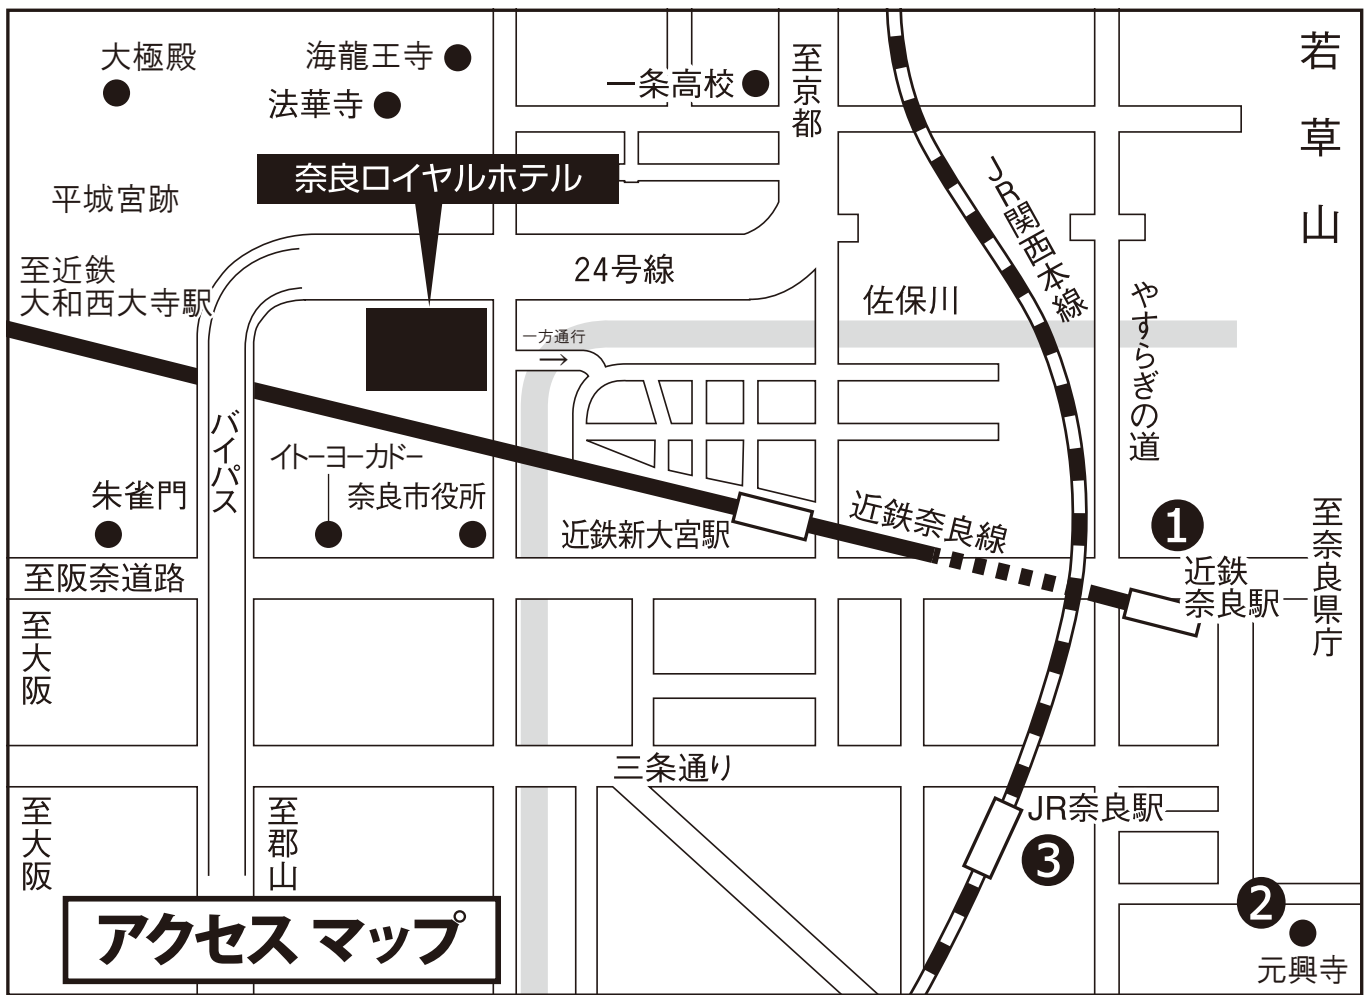 大極殿
海龍王寺
法華寺
一条高校
至京都
若草山
奈良ロイヤルホテル
平城宮跡
至近鉄
大和西大寺駅
24号線
JR関西本線
佐保川
やすらぎの道
一方通行
→
バイパス
イトーヨーカドー
朱雀門
奈良市役所
近鉄新大宮駅
近鉄奈良線
1
近鉄
奈良駅
至奈良県庁
至阪奈道路
至大阪
三条通り
至大阪
至郡山
JR奈良駅
3
2
元興寺
アクセス マップ